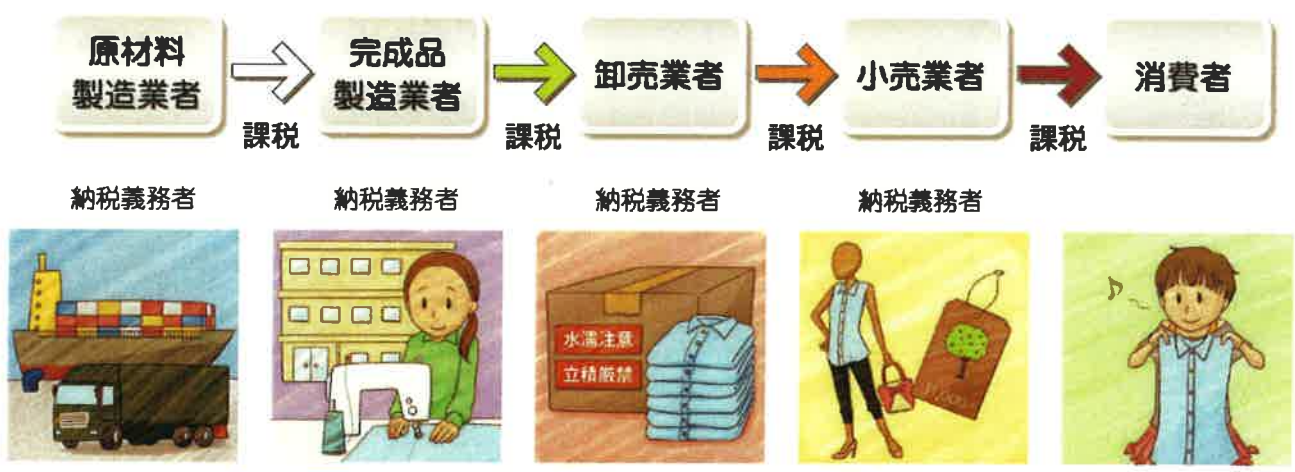 原材料
製造業者
完成品
製造業者
卸売業者
小売業者
消費者
課税
課税
課税
課税
納税義務者
納税義務者
納税義務者
納税義務者
水濡注意
立積厳禁